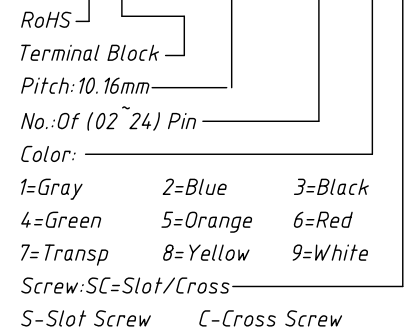 RoHS
Terminal Block
Pitch:10.16mm
No.:Of (02~24) Pin
Color:
1=Gray 2=Blue 3=Black
4=Green 5=Orange 6=Red
7=Transp 8=Yellow 9=White
Screw:SC=Slot/Cross
S-Slot Screw C-Cross Screw